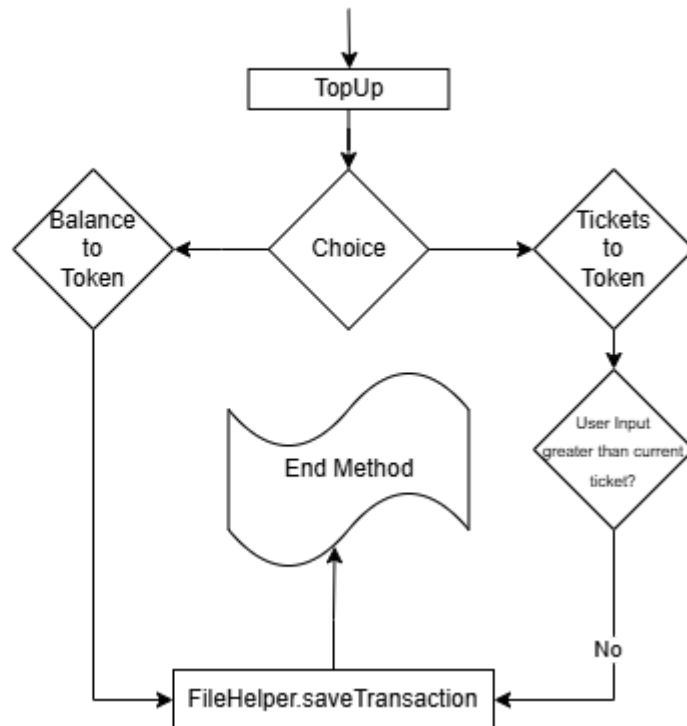 TopUp
Balance
to
Token
Choice
Tickets
to
Token
User Input
greater than current
ticket?
End Method
No
FileHelper.saveTransaction